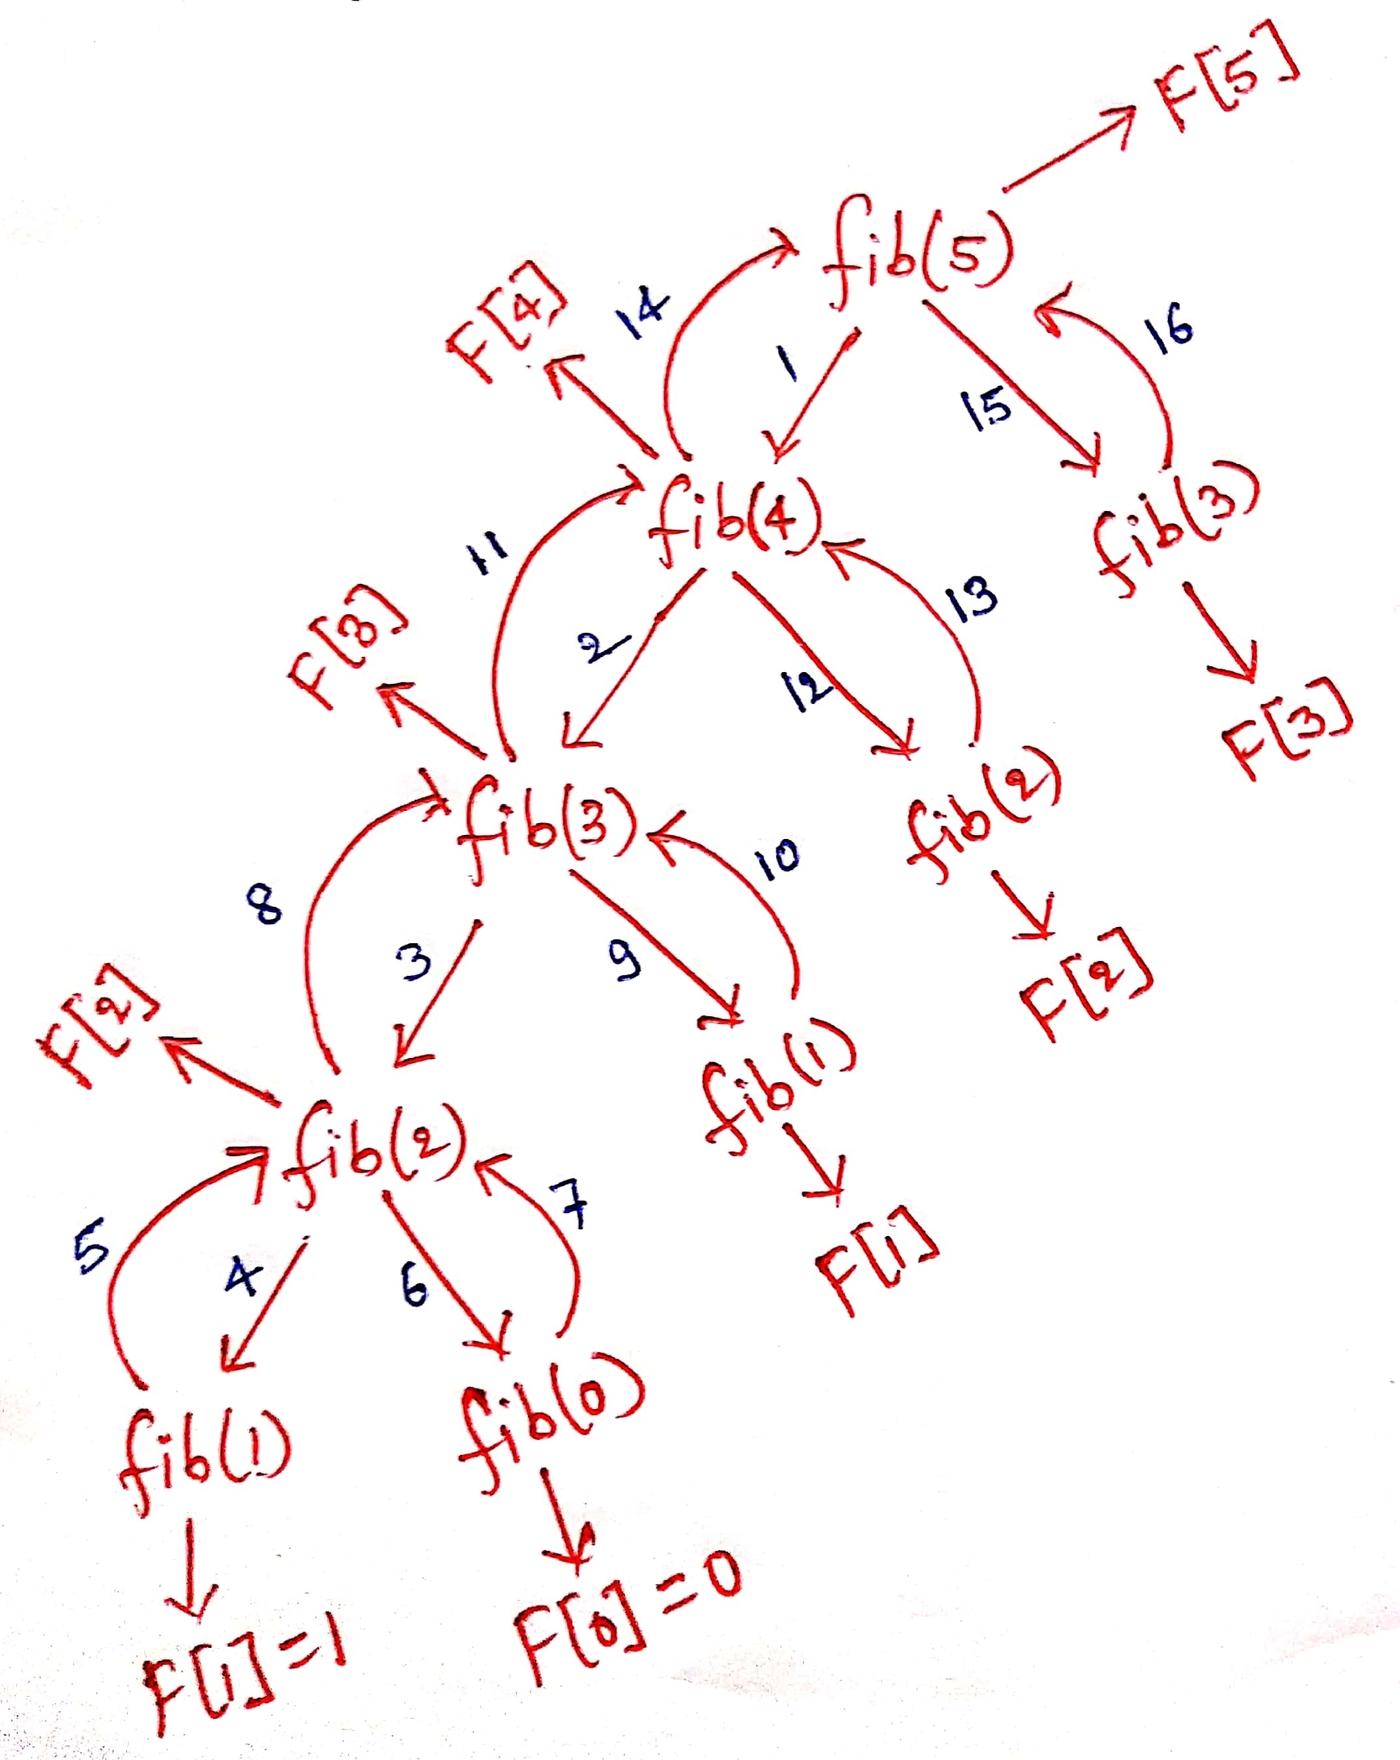 F[5]
fib(5)
14
1
15
16
F[4]
fib(4)
fib(3)
11
2
12
13
F[3]
F[3]
fib(3)
fib(2)
8
3
9
10
F[2]
F[2]
fib(2)
fib(1)
5
4
6
7
F[1]
fib(1)
fib(0)
F[1]=1
F[0]=0